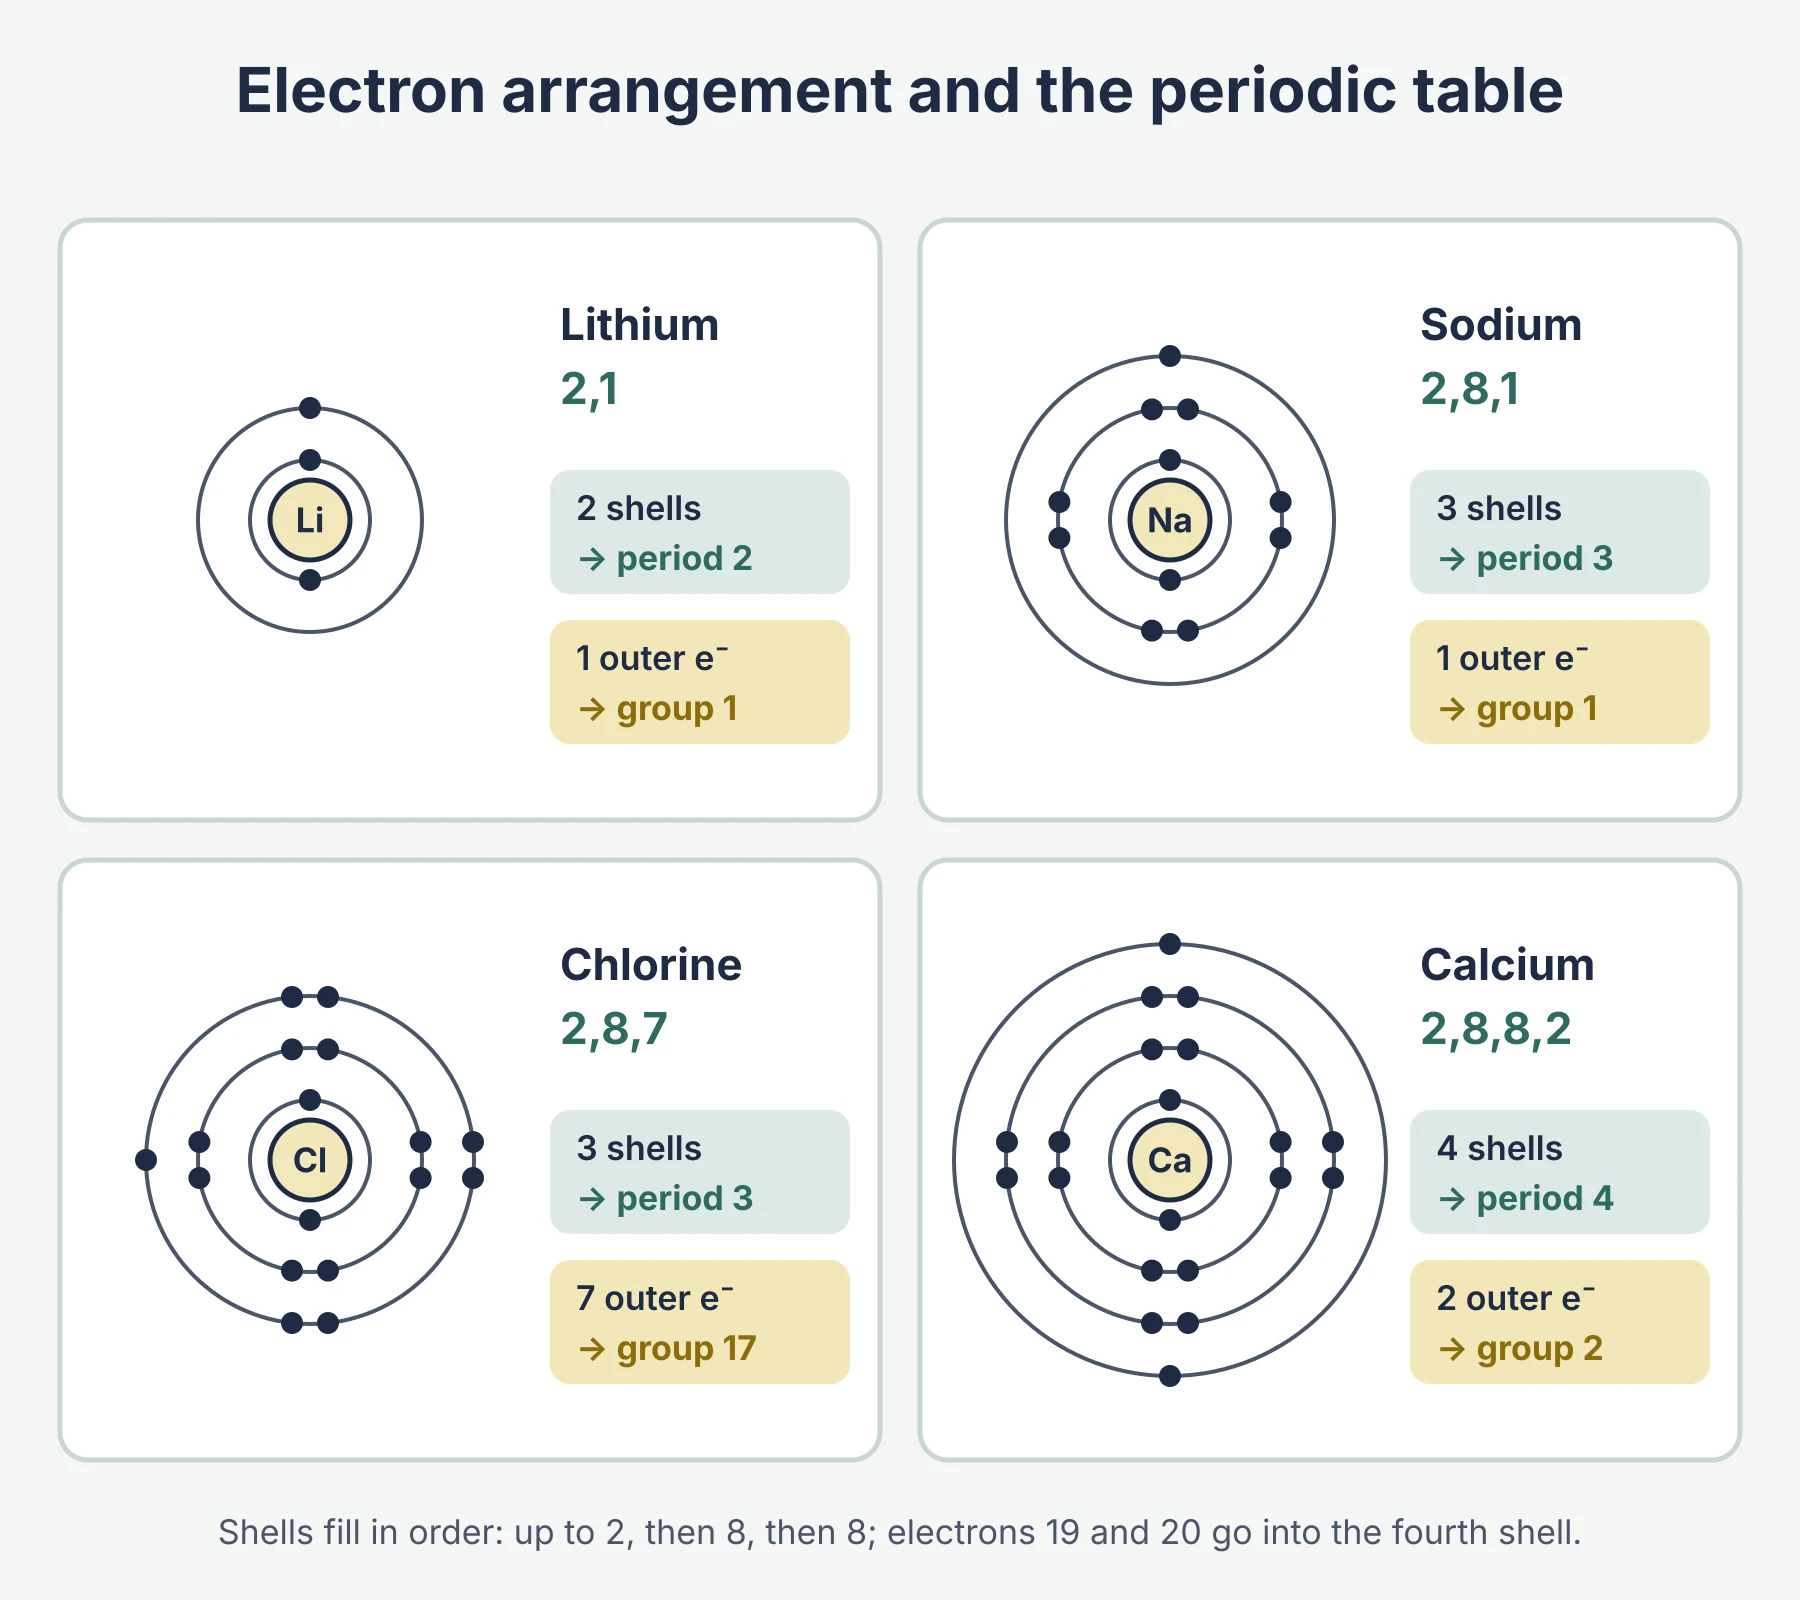 Electron arrangement and the periodic table
Lithium
2,1
Li
2 shells
→ period 2
1 outer e⁻
→ group 1
Sodium
2,8,1
Na
3 shells
→ period 3
1 outer e⁻
→ group 1
Chlorine
2,8,7
Cl
3 shells
→ period 3
7 outer e⁻
→ group 17
Calcium
2,8,8,2
Ca
4 shells
→ period 4
2 outer e⁻
→ group 2
Shells fill in order: up to 2, then 8, then 8; electrons 19 and 20 go into the fourth shell.